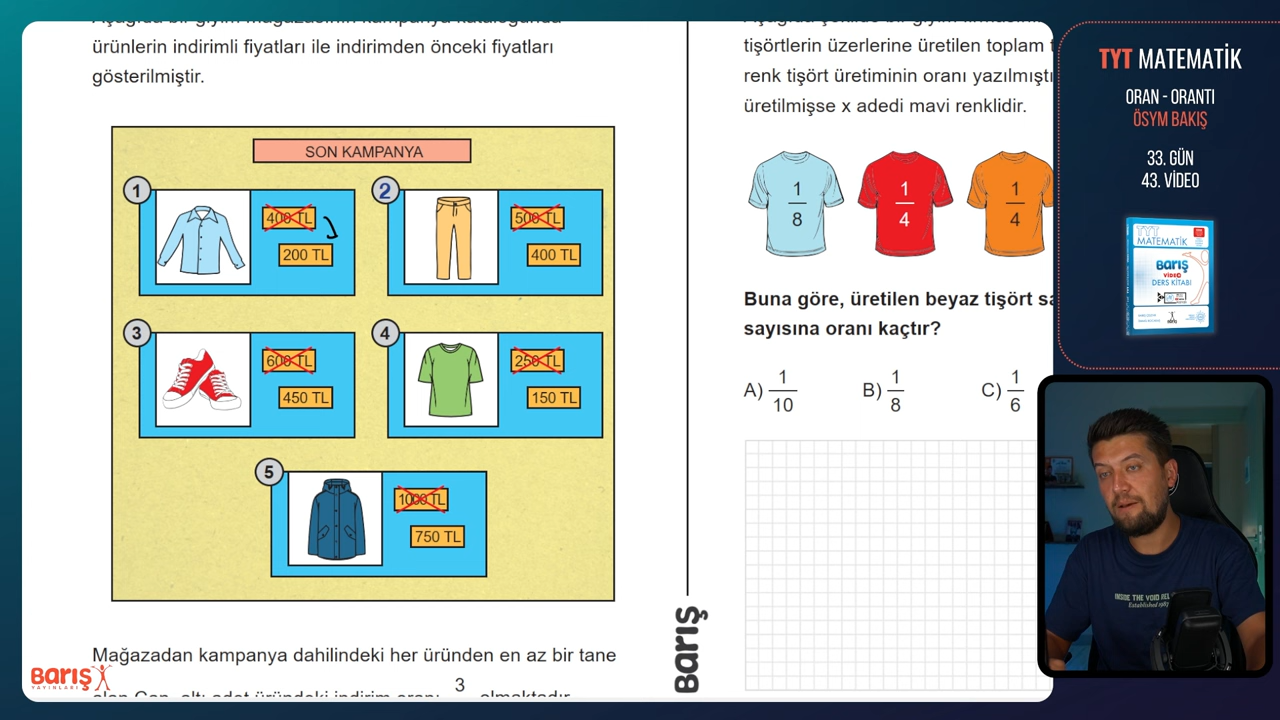 ürünlerin indirimli fiyatları ile indirimden önceki fiyatları
gösterilmiştir.
SON KAMPANYA
1
400 TL
200 TL
2
500 TL
400 TL
3
600 TL
450 TL
4
250 TL
150 TL
5
1000 TL
750 TL
Mağazadan kampanya dahilindeki her üründen en az bir tane
3
BARIŞ
YAYINLARI
BARIŞ
tişörtlerin üzerlerine üretilen toplam
renk tişört üretiminin oranı yazılmıştı
üretilmişse x adedi mavi renklidir.
1
8
1
4
1
4
Buna göre, üretilen beyaz tişört sa
sayısına oranı kaçtır?
A) 1/10
B) 1/8
C) 1/6
TYT MATEMATİK
ORAN - ORANTI
ÖSYM BAKIŞ
33. GÜN
43. VİDEO
TYT
MATEMATİK
BARIŞ
VİDEO
DERS KİTABI
INSIDE THE VOID